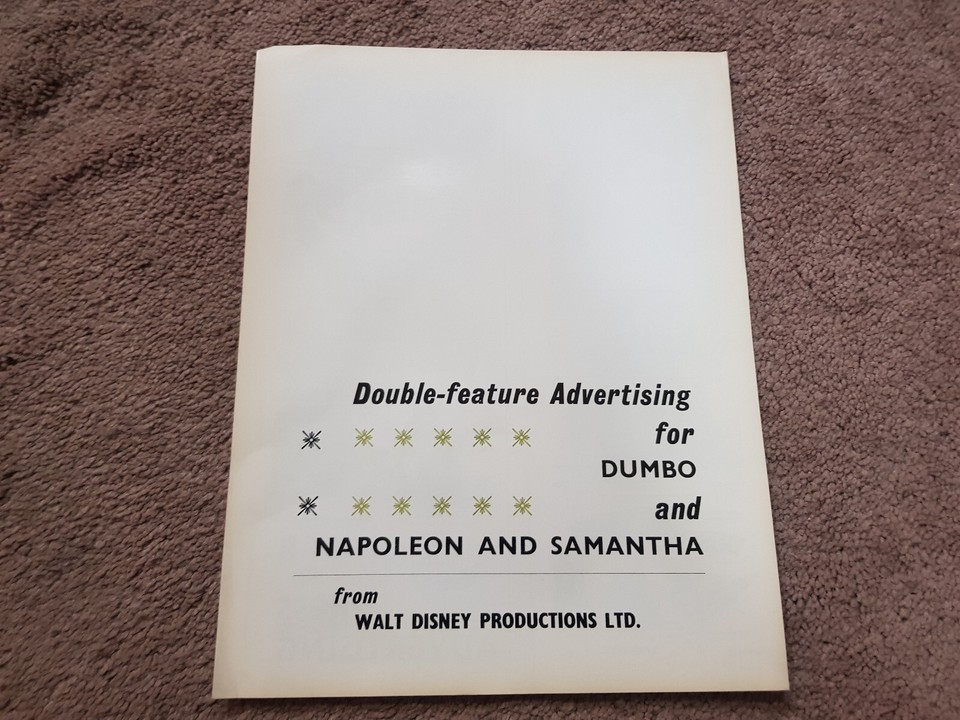 Double-feature Advertising
for
DUMBO
and
NAPOLEON AND SAMANTHA
from
WALT DISNEY PRODUCTIONS LTD.